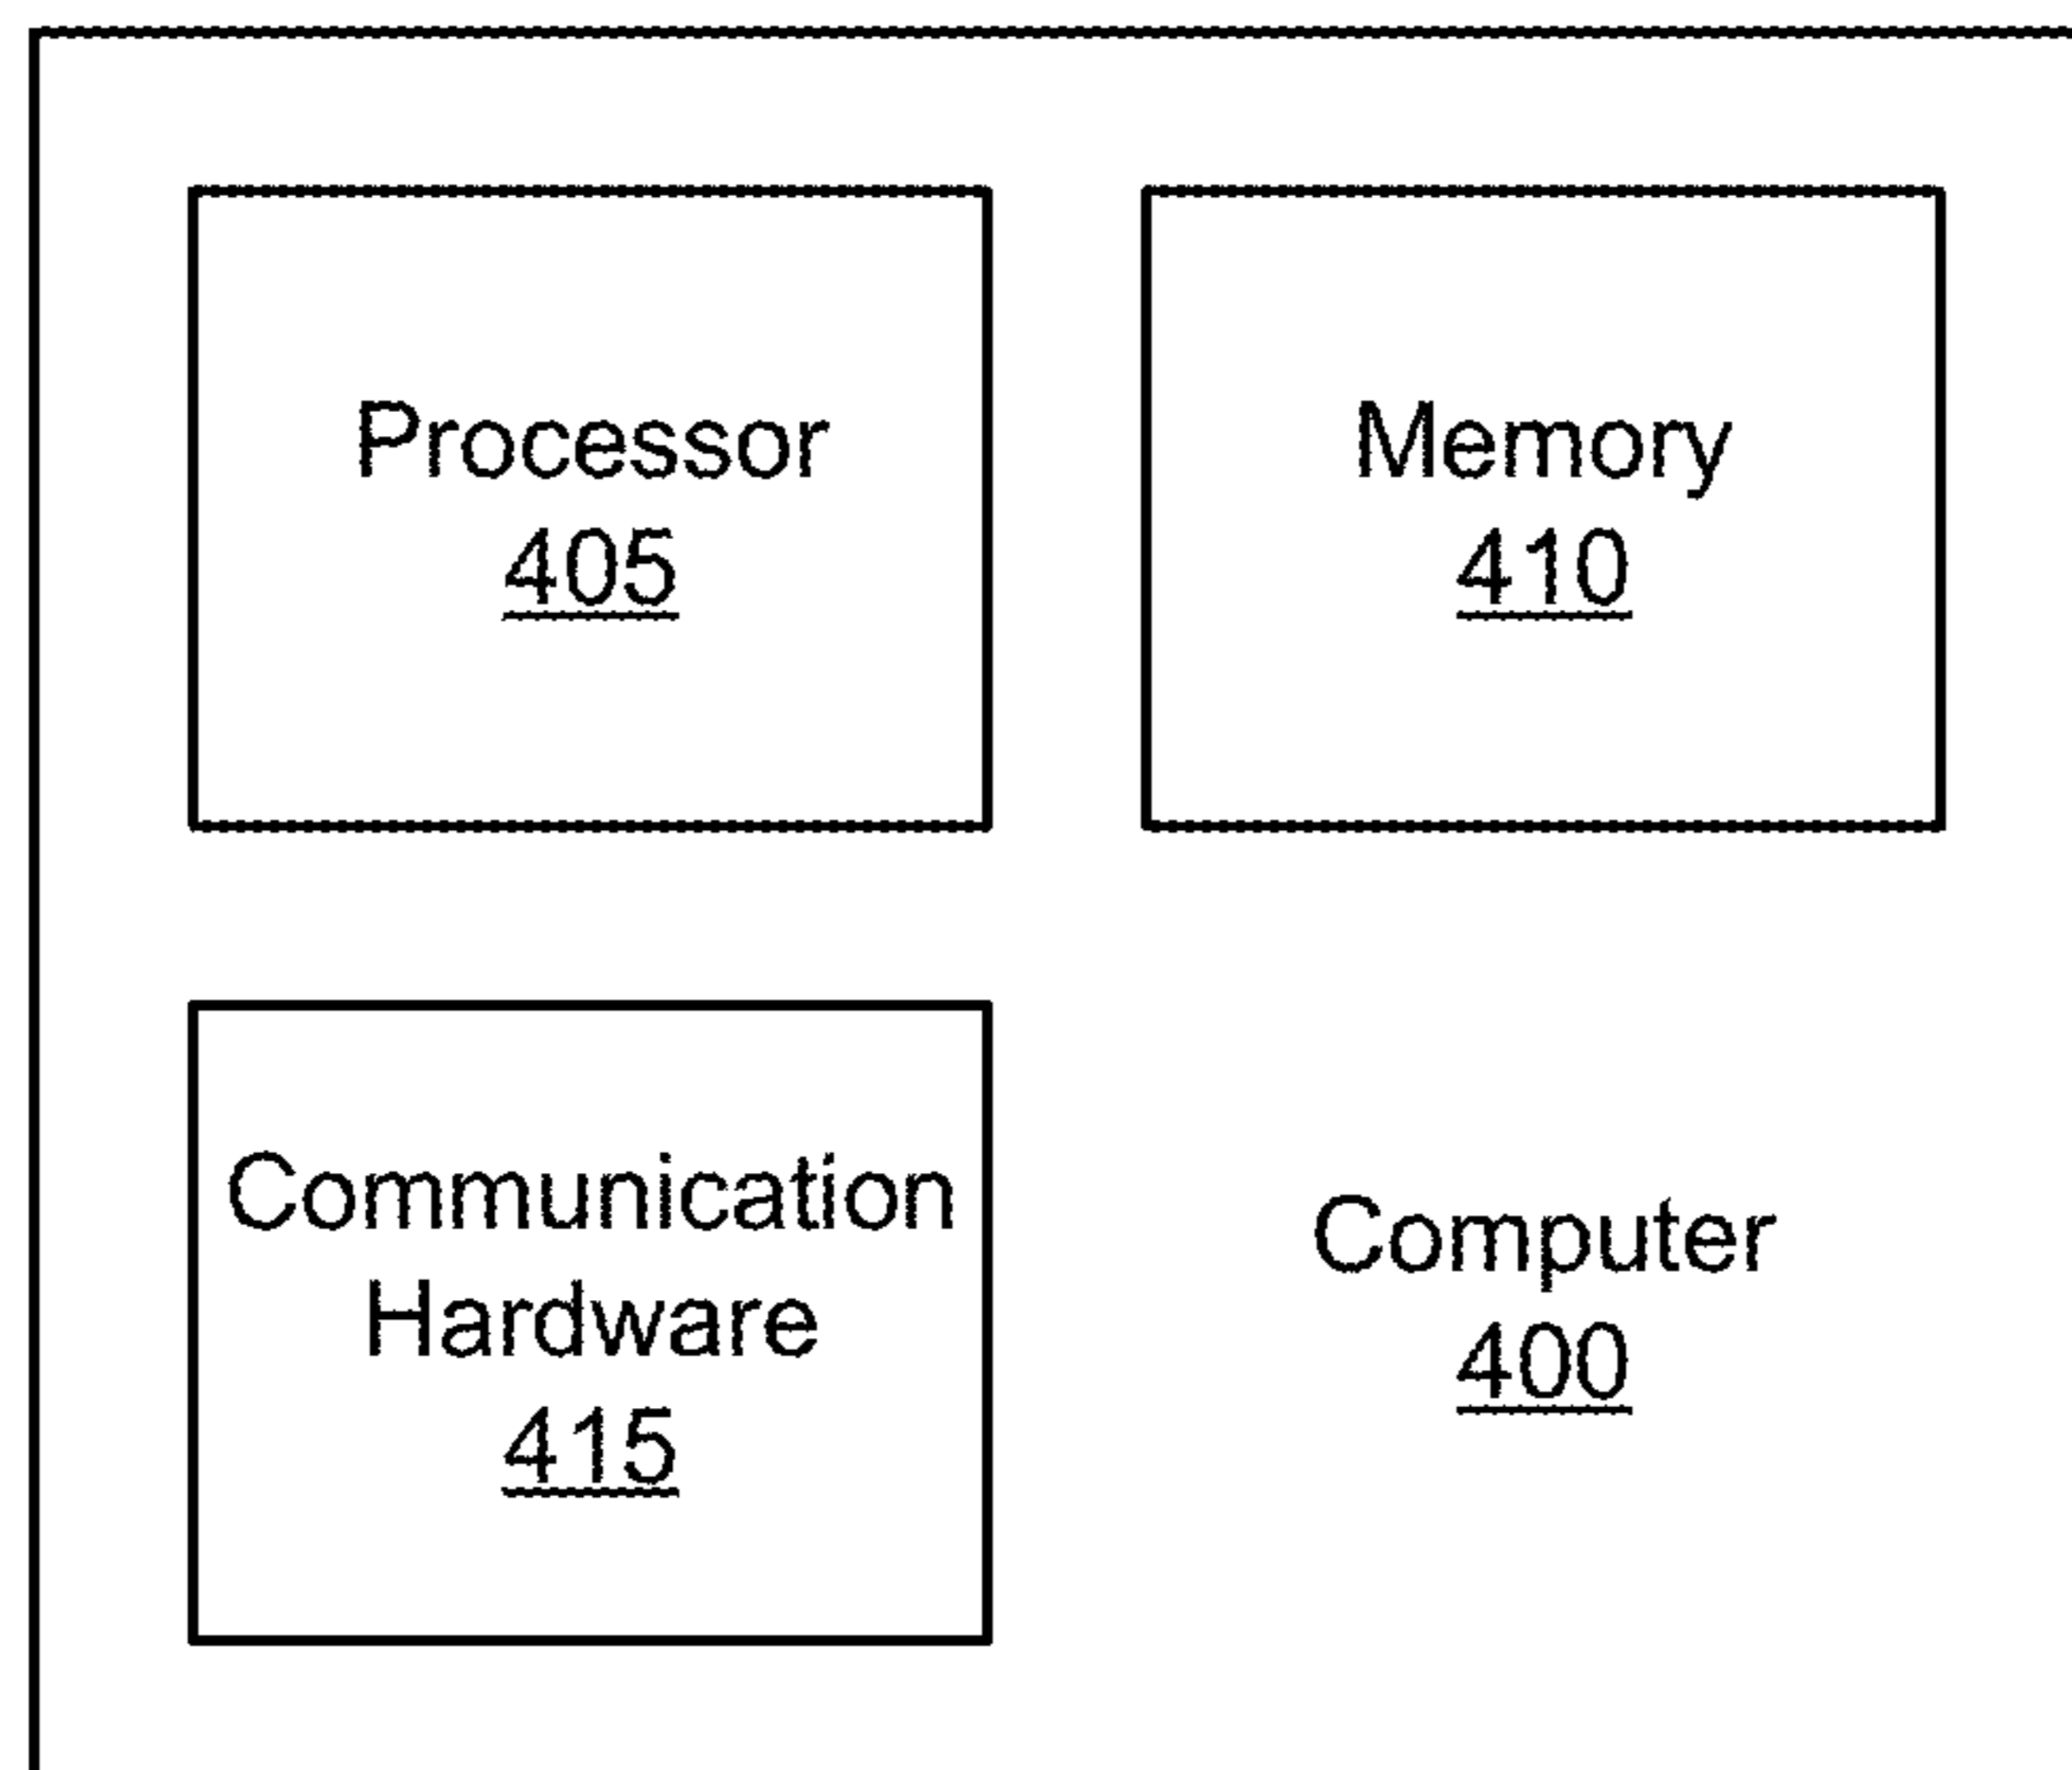 Processor
405
Memory
410
Communication
Hardware
415
Computer
400